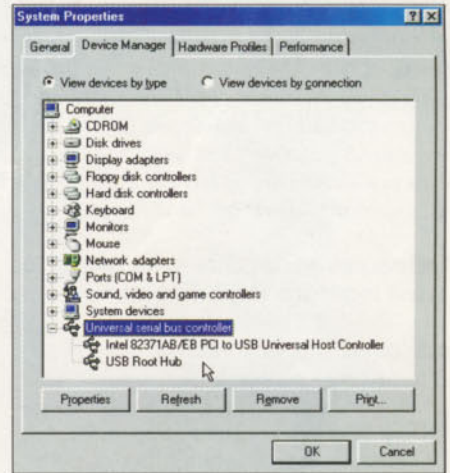 System Properties
General Device Manager Hardware Profiles Performance
View devices by type View devices by connection
Computer
CDROM
Disk drives
Display adapters
Floppy disk controllers
Hard disk controllers
Keyboard
Monitors
Mouse
Network adapters
Ports (COM & LPT)
Sound, video and game controllers
System devices
Universal serial bus controller
Intel 82371AB/EB PCI to USB Universal Host Controller
USB Root Hub
Properties Refresh Remove Print...
OK Cancel